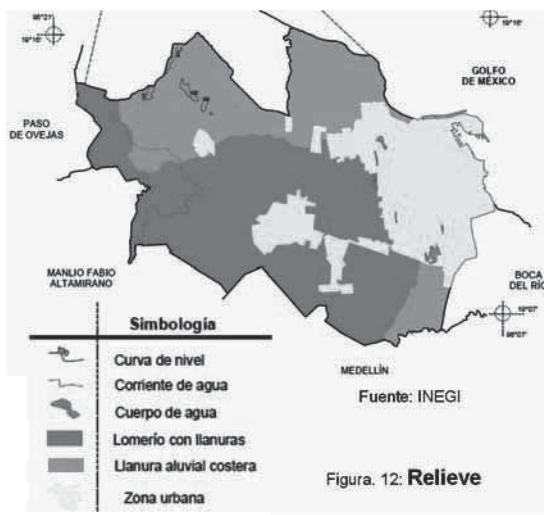 96°21'
19°16'
19°16'
GOLFO
DE MÉXICO
PASO
DE OVEJAS
MANLIO FABIO
ALTAMIRANO
BOCA
DEL RÍO
19°07'
96°07'
MEDELLÍN
Simbología
Curva de nivel
Corriente de agua
Cuerpo de agua
Lomerío con llanuras
Llanura aluvial costera
Zona urbana
Fuente: INEGI
Figura. 12: Relieve